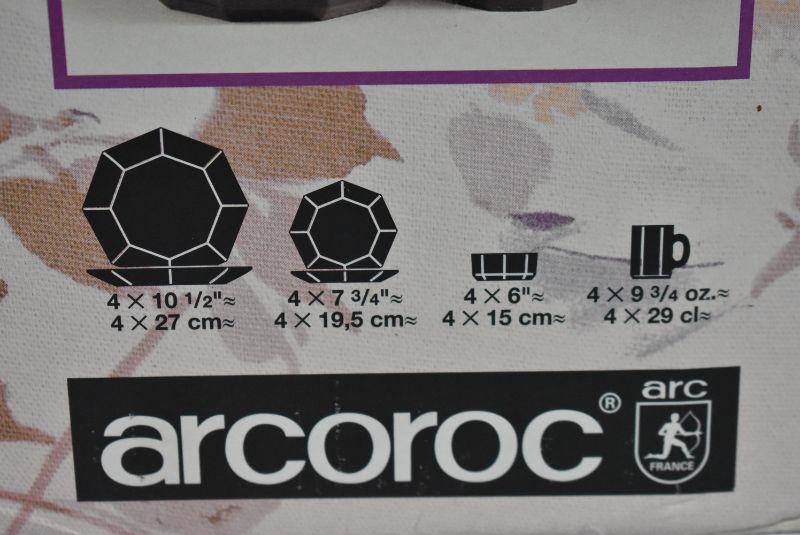 4 × 10 1/2"≈
4 × 27 cm≈
4 × 7 3/4"≈
4 × 19,5 cm≈
4 × 6"≈
4 × 15 cm≈
4 × 9 3/4 oz.≈
4 × 29 cl≈
arcoroc®
arc
FRANCE